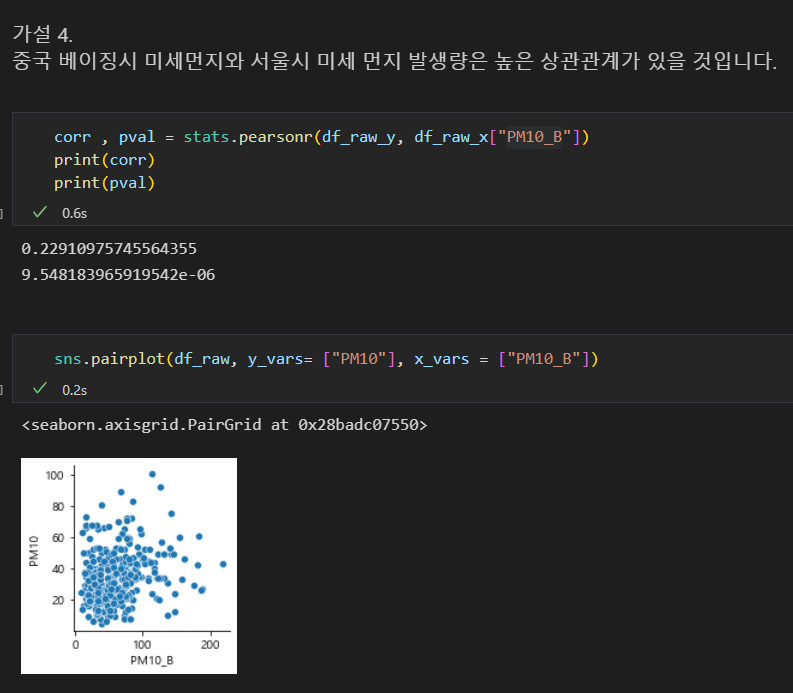 가설 4.
중국 베이징시 미세먼지와 서울시 미세 먼지 발생량은 높은 상관관계가 있을 것입니다.
corr , pval = stats.pearsonr(df_raw_y, df_raw_x["PM10_B"])
print(corr)
print(pval)
]
0.6s
0.22910975745564355
9.548183965919542e-06
sns.pairplot(df_raw, y_vars= ["PM10"], x_vars = ["PM10_B"])
]
0.2s
<seaborn.axisgrid.PairGrid at 0x28badc07550>
100
80
60
40
20
PM10
0 100 200
PM10_B